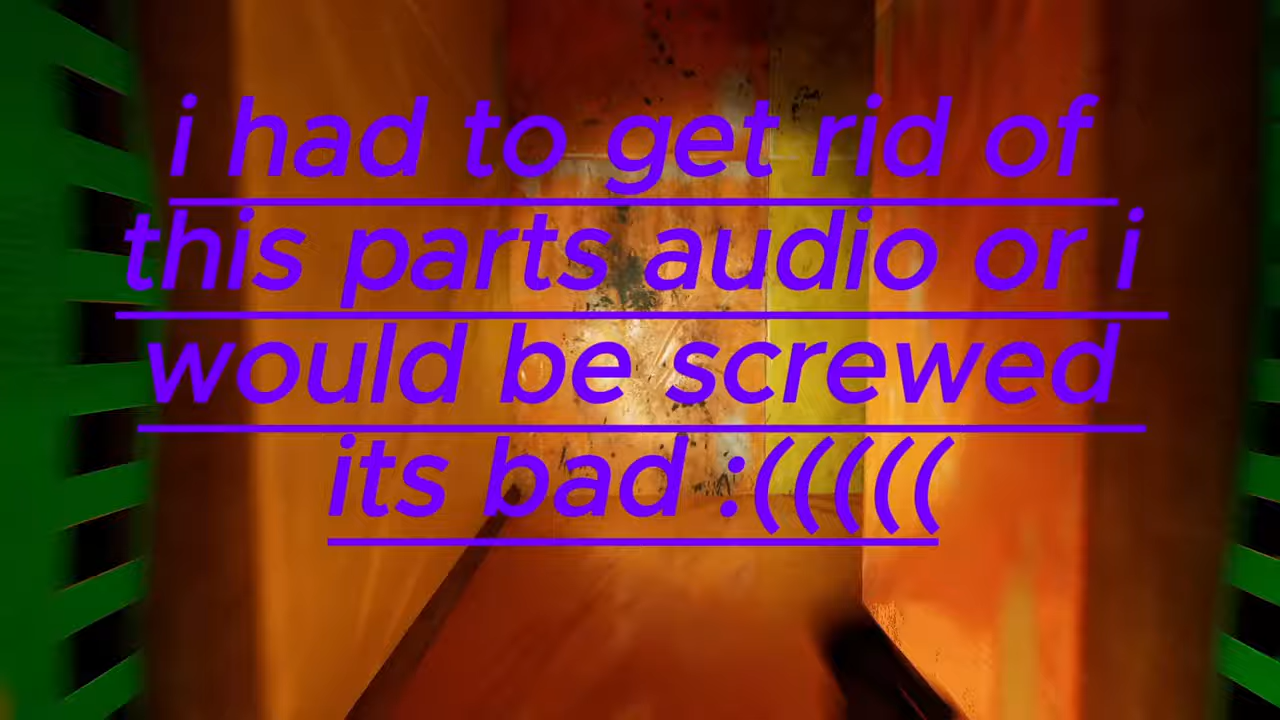 i had to get rid of
this parts audio or i
would be screwed
its bad :(((((